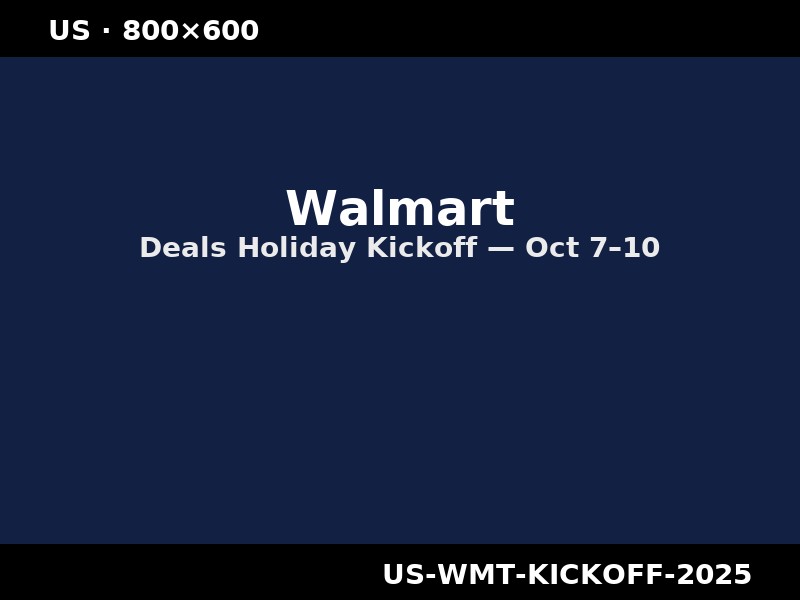 US · 800×600
Walmart
Deals Holiday Kickoff — Oct 7–10
US-WMT-KICKOFF-2025